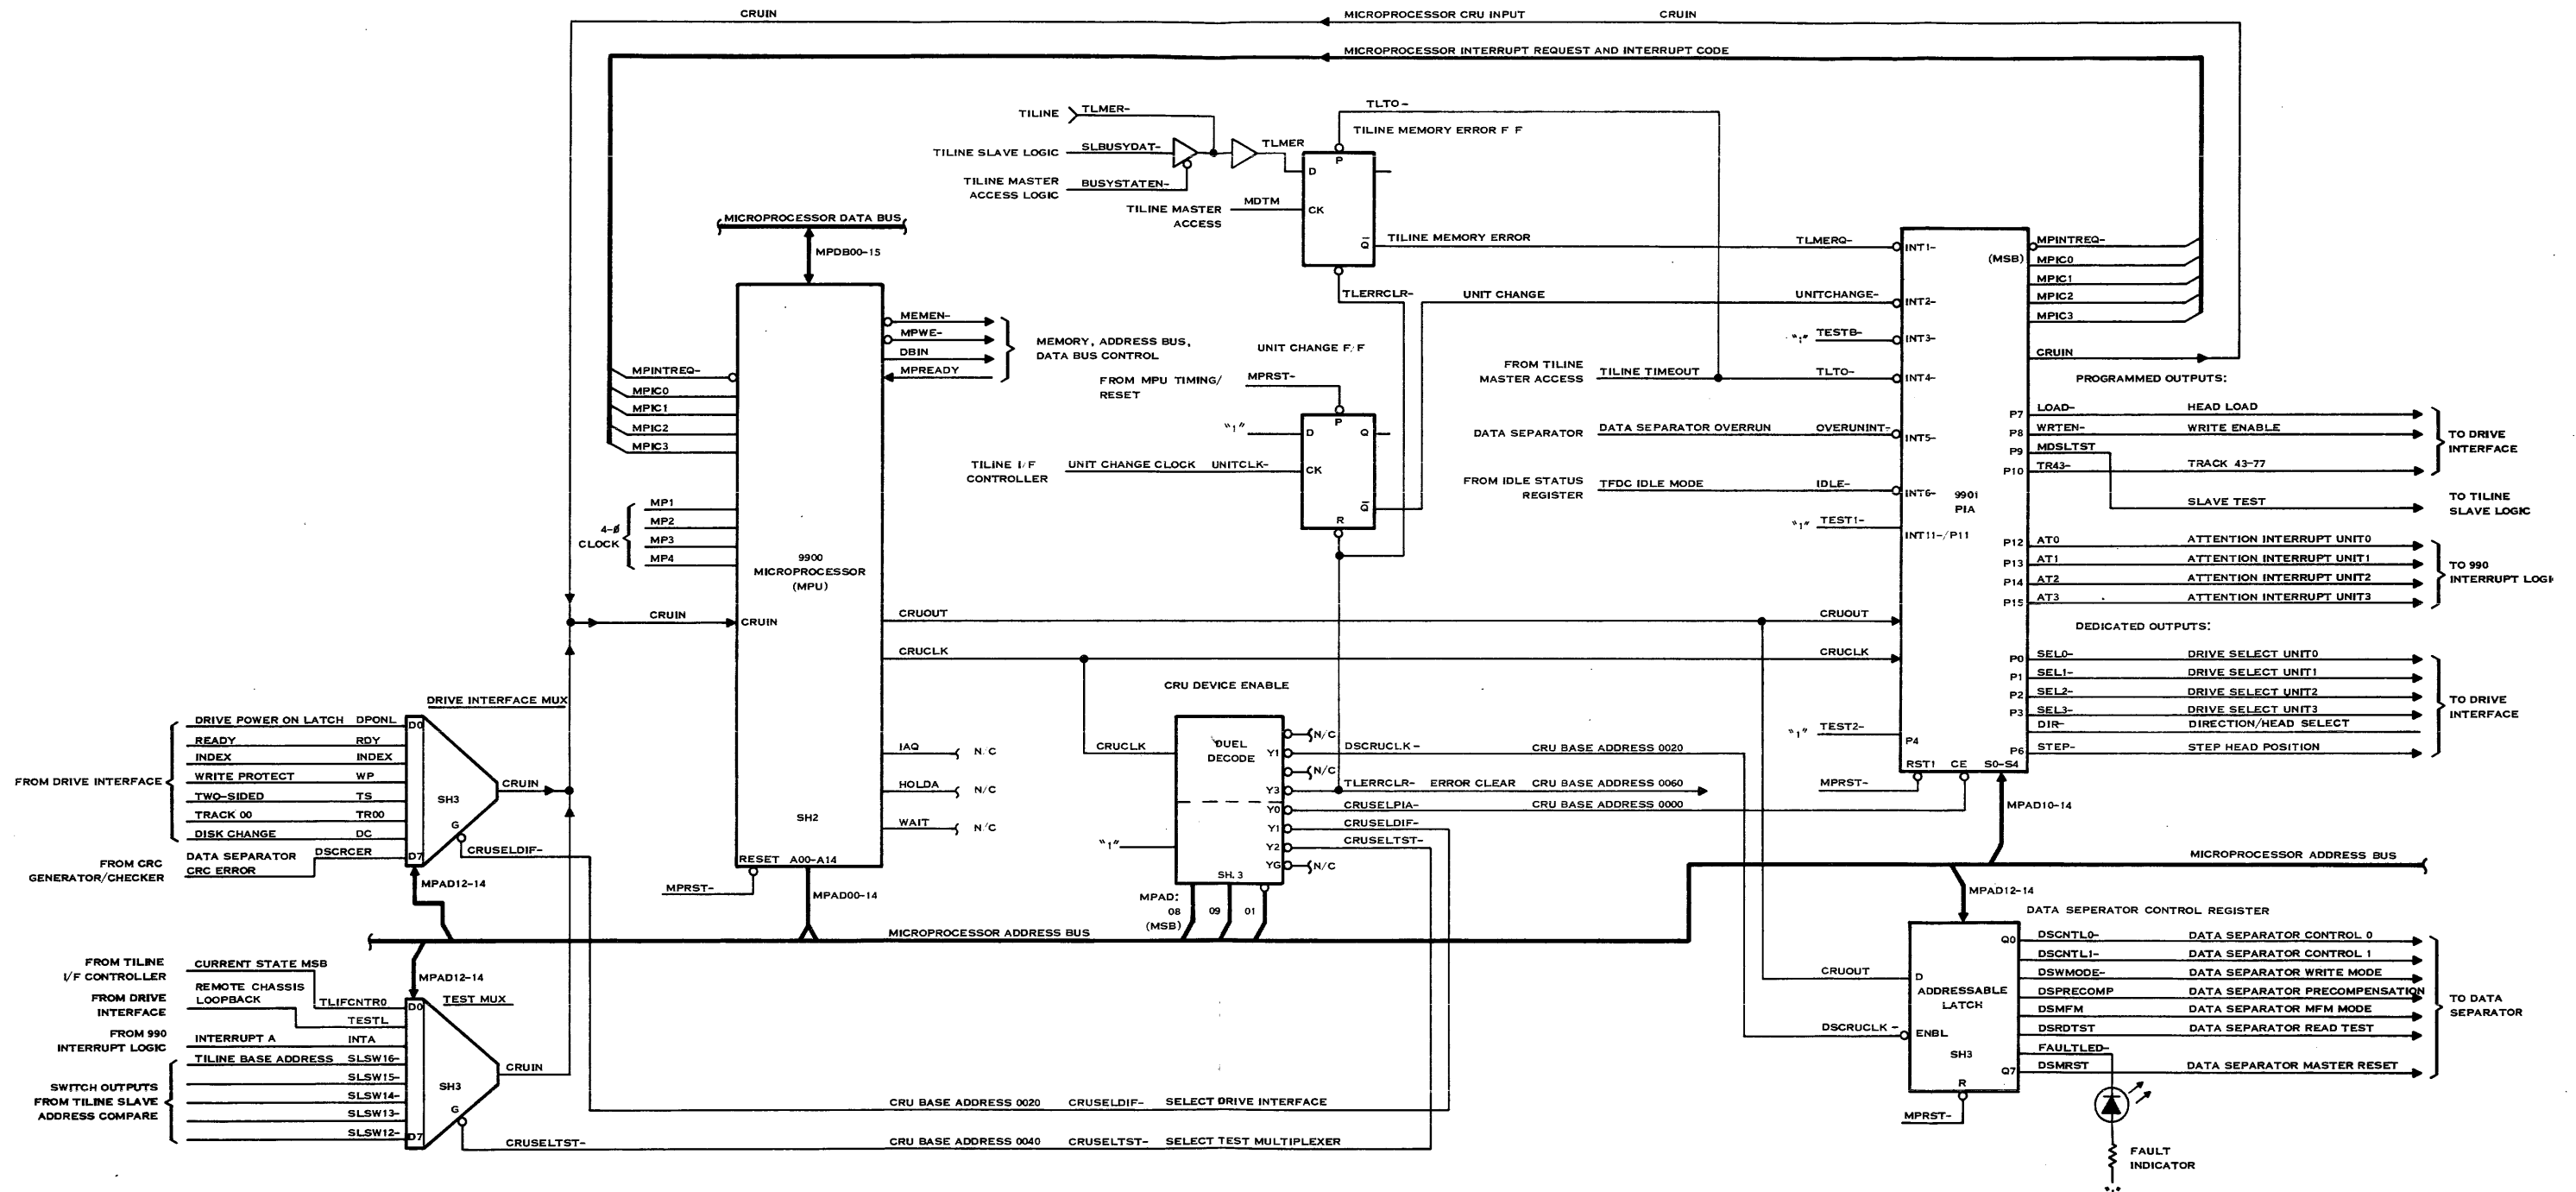 CRUIN
MICROPROCESSOR CRU INPUT
CRUIN
MICROPROCESSOR INTERRUPT REQUEST AND INTERRUPT CODE
TILINE
TLMER-
TLTO-
TILINE MEMORY ERROR F F
TILINE SLAVE LOGIC
SLBUSYDAT-
TLMER
P
D
TILINE MASTER
ACCESS LOGIC
BUSYSTATEN-
TILINE MASTER
ACCESS
MDTM
CK
Q
TILINE MEMORY ERROR
TLMERQ-
TLERRCLR-
UNIT CHANGE
UNITCHANGE-
"1"
TESTB-
UNIT CHANGE F/F
FROM MPU TIMING/
RESET
MPRST-
FROM TILINE
MASTER ACCESS
TILINE TIMEOUT
TLTO-
P
"1"
D
Q
CK
Q
R
DATA SEPARATOR
DATA SEPARATOR OVERRUN
OVERUNINT-
TILINE I/F
CONTROLLER
UNIT CHANGE CLOCK
UNITCLK-
FROM IDLE STATUS
REGISTER
TFDC IDLE MODE
IDLE-
"1"
TEST1-
MICROPROCESSOR DATA BUS
MPDB00-15
MEMEN-
MPWE-
DBIN
MPREADY
MEMORY, ADDRESS BUS,
DATA BUS CONTROL
MPINTREQ-
MPIC0
MPIC1
MPIC2
MPIC3
4-Ø
CLOCK
MP1
MP2
MP3
MP4
9900
MICROPROCESSOR
(MPU)
CRUIN
CRUIN
CRUOUT
CRUOUT
CRUCLK
CRUCLK
IAQ
N/C
HOLDA
N/C
WAIT
N/C
SH2
RESET
A00-A14
MPRST-
MPAD00-14
INT1-
INT2-
INT3-
INT4-
INT5-
INT6-
INT11-/P11
9901
PIA
(MSB)
MPINTREQ-
MPIC0
MPIC1
MPIC2
MPIC3
CRUIN
PROGRAMMED OUTPUTS:
P7
LOAD-
HEAD LOAD
P8
WRTEN-
WRITE ENABLE
P9
MDSLTST
P10
TR43-
TRACK 43-77
TO DRIVE
INTERFACE
SLAVE TEST
TO TILINE
SLAVE LOGIC
P12
AT0
ATTENTION INTERRUPT UNIT0
P13
AT1
ATTENTION INTERRUPT UNIT1
P14
AT2
ATTENTION INTERRUPT UNIT2
P15
AT3
ATTENTION INTERRUPT UNIT3
TO 990
INTERRUPT LOGI
DEDICATED OUTPUTS:
P0
SEL0-
DRIVE SELECT UNIT0
P1
SEL1-
DRIVE SELECT UNIT1
P2
SEL2-
DRIVE SELECT UNIT2
P3
SEL3-
DRIVE SELECT UNIT3
DIR-
DIRECTION/HEAD SELECT
P6
STEP-
STEP HEAD POSITION
TO DRIVE
INTERFACE
"1"
TEST2-
P4
RST1
CE
S0-S4
MPRST-
MPAD10-14
DRIVE INTERFACE MUX
FROM DRIVE INTERFACE
DRIVE POWER ON LATCH
DPONL
READY
RDY
INDEX
INDEX
WRITE PROTECT
WP
TWO-SIDED
TS
TRACK 00
TR00
DISK CHANGE
DC
FROM CRC
GENERATOR/CHECKER
DATA SEPARATOR
CRC ERROR
DSCRCER
D0
D7
SH3
G
CRUIN
CRUSELDIF-
MPAD12-14
CRU DEVICE ENABLE
CRUCLK
DUEL
DECODE
N/C
Y1
DSCRUCLK-
CRU BASE ADDRESS 0020
N/C
Y3
TLERRCLR-
ERROR CLEAR
CRU BASE ADDRESS 0060
Y0
CRUSELPIA-
CRU BASE ADDRESS 0000
Y1
CRUSELDIF-
Y2
CRUSELTST-
YG
N/C
"1"
SH.3
MPAD:
08
(MSB)
09
01
MICROPROCESSOR ADDRESS BUS
MICROPROCESSOR ADDRESS BUS
FROM TILINE
I/F CONTROLLER
CURRENT STATE MSB
MPAD12-14
TEST MUX
FROM DRIVE
INTERFACE
REMOTE CHASSIS
LOOPBACK
TLIFCNTR0
TESTL
FROM 990
INTERRUPT LOGIC
INTERRUPT A
INTA
SWITCH OUTPUTS
FROM TILINE SLAVE
ADDRESS COMPARE
TILINE BASE ADDRESS
SLSW16-
SLSW15-
SLSW14-
SLSW13-
SLSW12-
D0
D7
SH3
G
CRUIN
CRU BASE ADDRESS 0020
CRUSELDIF-
SELECT DRIVE INTERFACE
CRUSELTST-
CRU BASE ADDRESS 0040
CRUSELTST-
SELECT TEST MULTIPLEXER
MPAD12-14
DATA SEPERATOR CONTROL REGISTER
CRUOUT
D
ADDRESSABLE
LATCH
DSCRUCLK-
ENBL
SH3
R
MPRST-
Q0
Q7
DSCNTL0-
DATA SEPARATOR CONTROL 0
DSCNTL1-
DATA SEPARATOR CONTROL 1
DSWMODE-
DATA SEPARATOR WRITE MODE
DSPRECOMP
DATA SEPARATOR PRECOMPENSATION
DSMFM
DATA SEPARATOR MFM MODE
DSRDTST
DATA SEPARATOR READ TEST
FAULTLED-
DSMRST
DATA SEPARATOR MASTER RESET
TO DATA
SEPARATOR
FAULT
INDICATOR